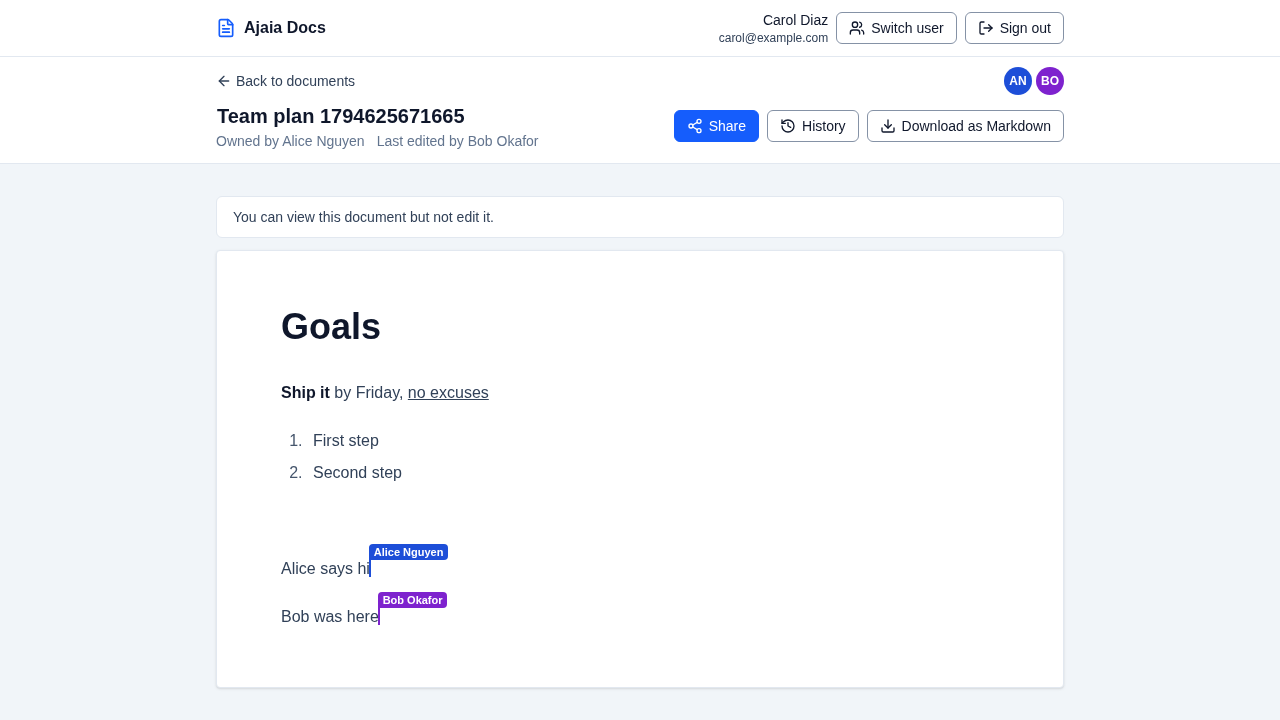 Ajaia Docs
Carol Diaz
carol@example.com
Switch user
Sign out
Back to documents
AN
BO
Team plan 1794625671665
Owned by Alice Nguyen Last edited by Bob Okafor
Share
History
Download as Markdown
You can view this document but not edit it.
Goals
Ship it by Friday, no excuses
1. First step
2. Second step
Alice Nguyen
Alice says hi
Bob Okafor
Bob was here